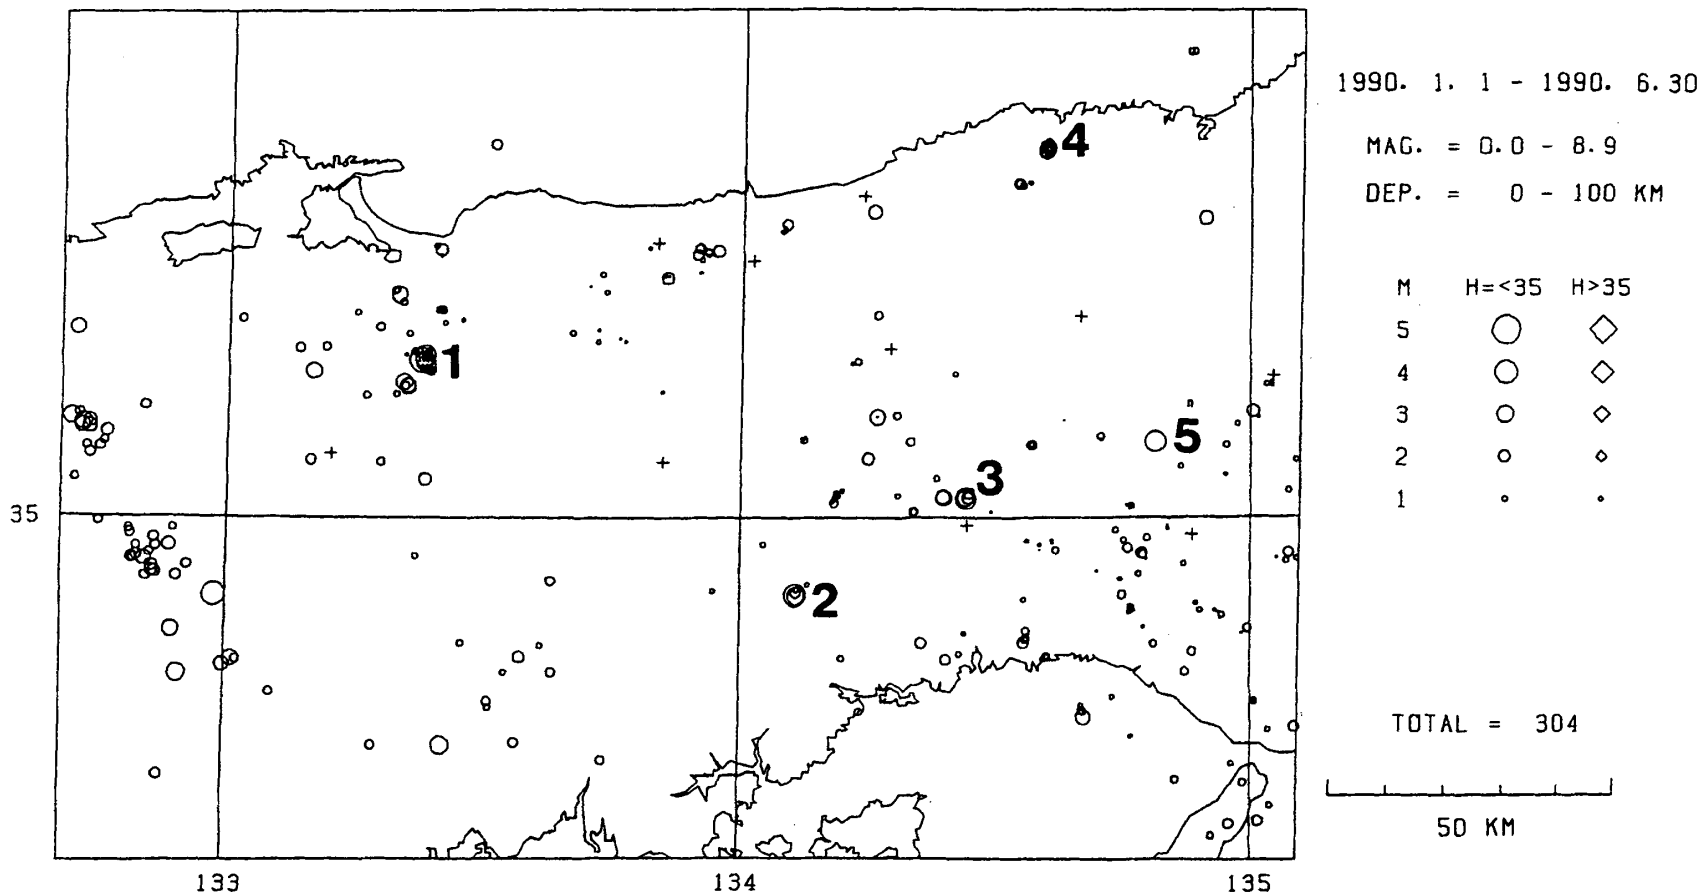 1990. 1. 1 - 1990. 6.30
MAG. = 0.0 - 8.9
DEP. = 0 - 100 KM
M H=<35 H>35
5
4
3
2
1
TOTAL = 304
50 KM
4
1
5
3
2
35
133 134 135